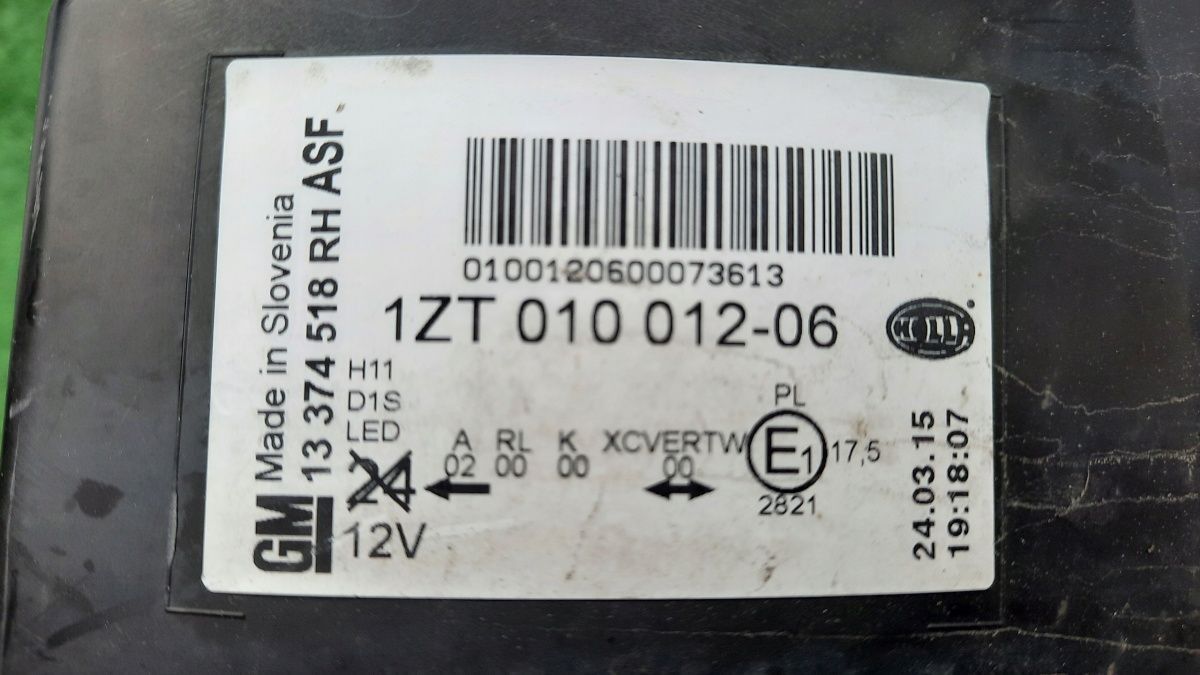 GM Made in Slovenia
13 374 518 RH ASF.
0100120600073613
1ZT 010 012-06
H11
D1S
LED
24
12V
A
02
RL
00
K
00
XCVERTW
00
PL
E1
17,5
2821
24.03.15
19:18:07